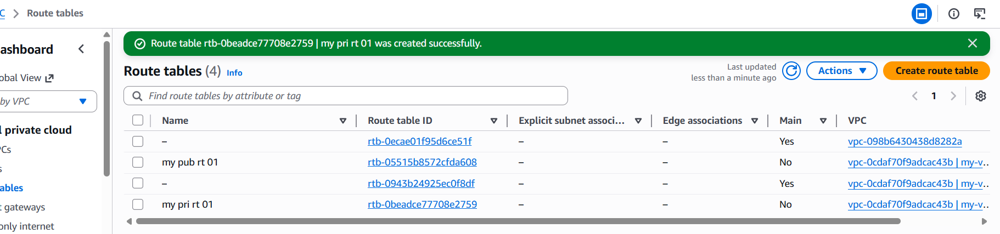 C > Route tables
ashboard
obal View
by VPC
l private cloud
PCs
s
ables
t gateways
only internet
Route table rtb-0beadce77708e2759 | my pri rt 01 was created successfully.
Route tables (4) Info
Last updated
less than a minute ago
Actions
Create route table
Find route tables by attribute or tag
1
Name Route table ID Explicit subnet associ... Edge associations Main VPC
– rtb-0ecae01f95d6ce51f – – Yes vpc-098b6430438d8282a
my pub rt 01 rtb-05515b8572cfda608 – – No vpc-0cdaf70f9adcac43b | my-v...
– rtb-0943b24925ec0f8df – – Yes vpc-0cdaf70f9adcac43b | my-v...
my pri rt 01 rtb-0beadce77708e2759 – – No vpc-0cdaf70f9adcac43b | my-v...